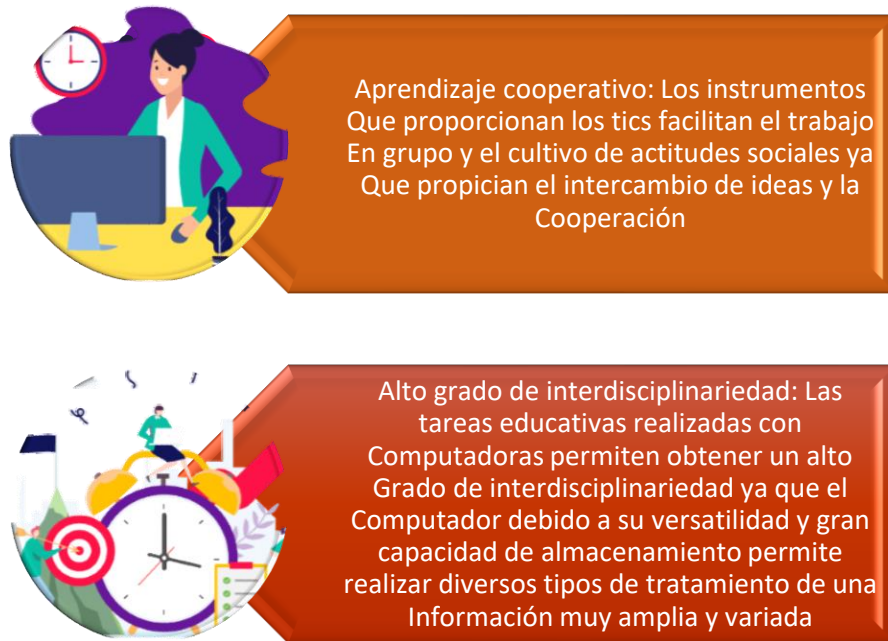 Aprendizaje cooperativo: Los instrumentos
Que proporcionan los tics facilitan el trabajo
En grupo y el cultivo de actitudes sociales ya
Que propician el intercambio de ideas y la
Cooperación
Alto grado de interdisciplinariedad: Las
tareas educativas realizadas con
Computadoras permiten obtener un alto
Grado de interdisciplinariedad ya que el
Computador debido a su versatilidad y gran
capacidad de almacenamiento permite
realizar diversos tipos de tratamiento de una
Información muy amplia y variada